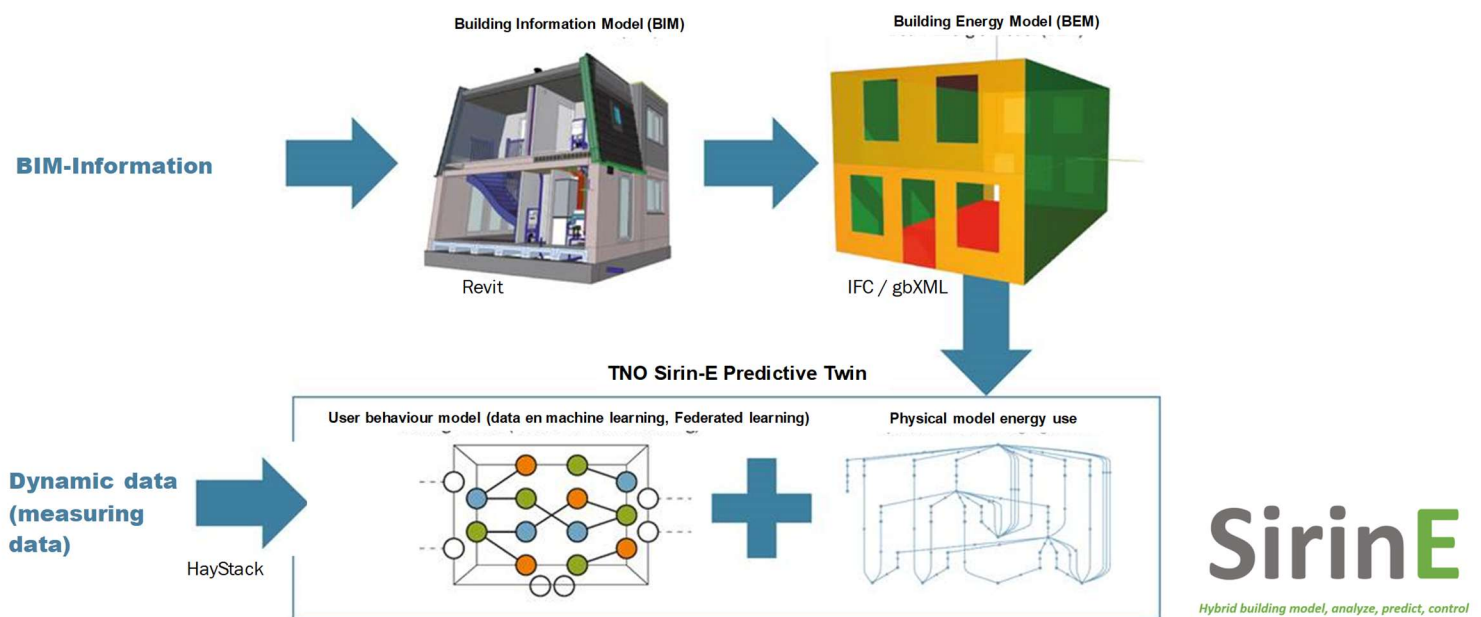 Building Information Model (BIM)
Building Energy Model (BEM)
BIM-Information
Revit
IFC / gbXML
TNO Sirin-E Predictive Twin
User behaviour model (data en machine learning, Federated learning)
Physical model energy use
Dynamic data
(measuring
data)
HayStack
SirinE
Hybrid building model, analyze, predict, control